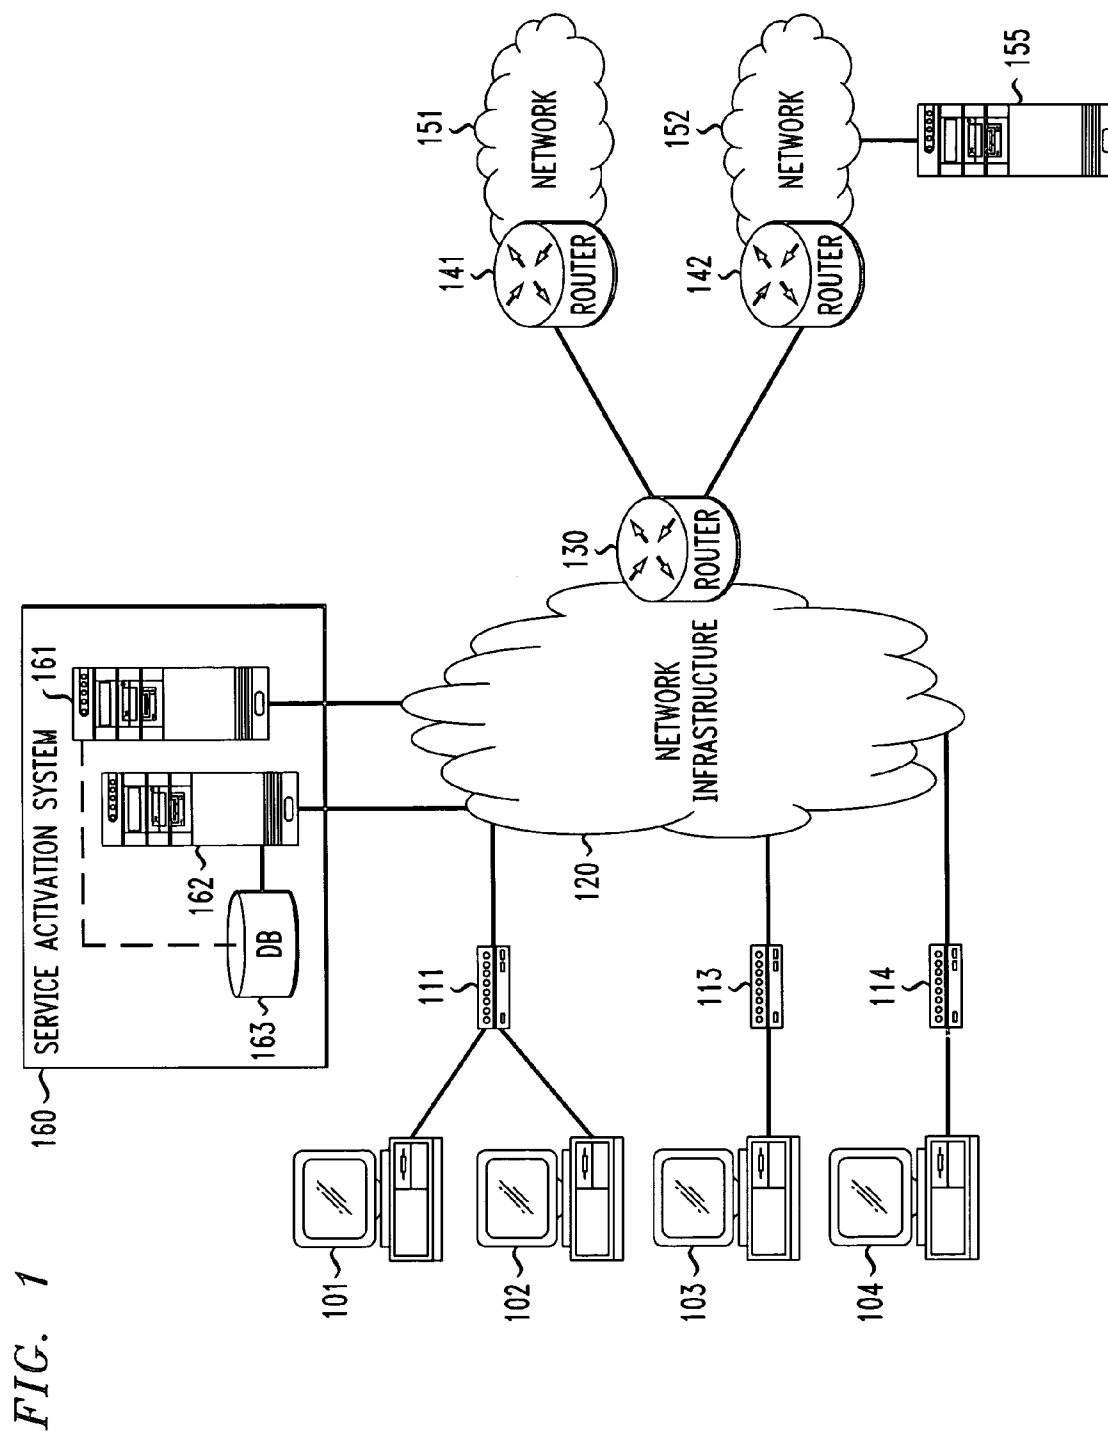 FIG. 1
160
SERVICE ACTIVATION SYSTEM
161
162
163
DB
101
102
103
104
111
113
114
120
NETWORK
INFRASTRUCTURE
130
ROUTER
141
ROUTER
151
NETWORK
142
ROUTER
152
NETWORK
155